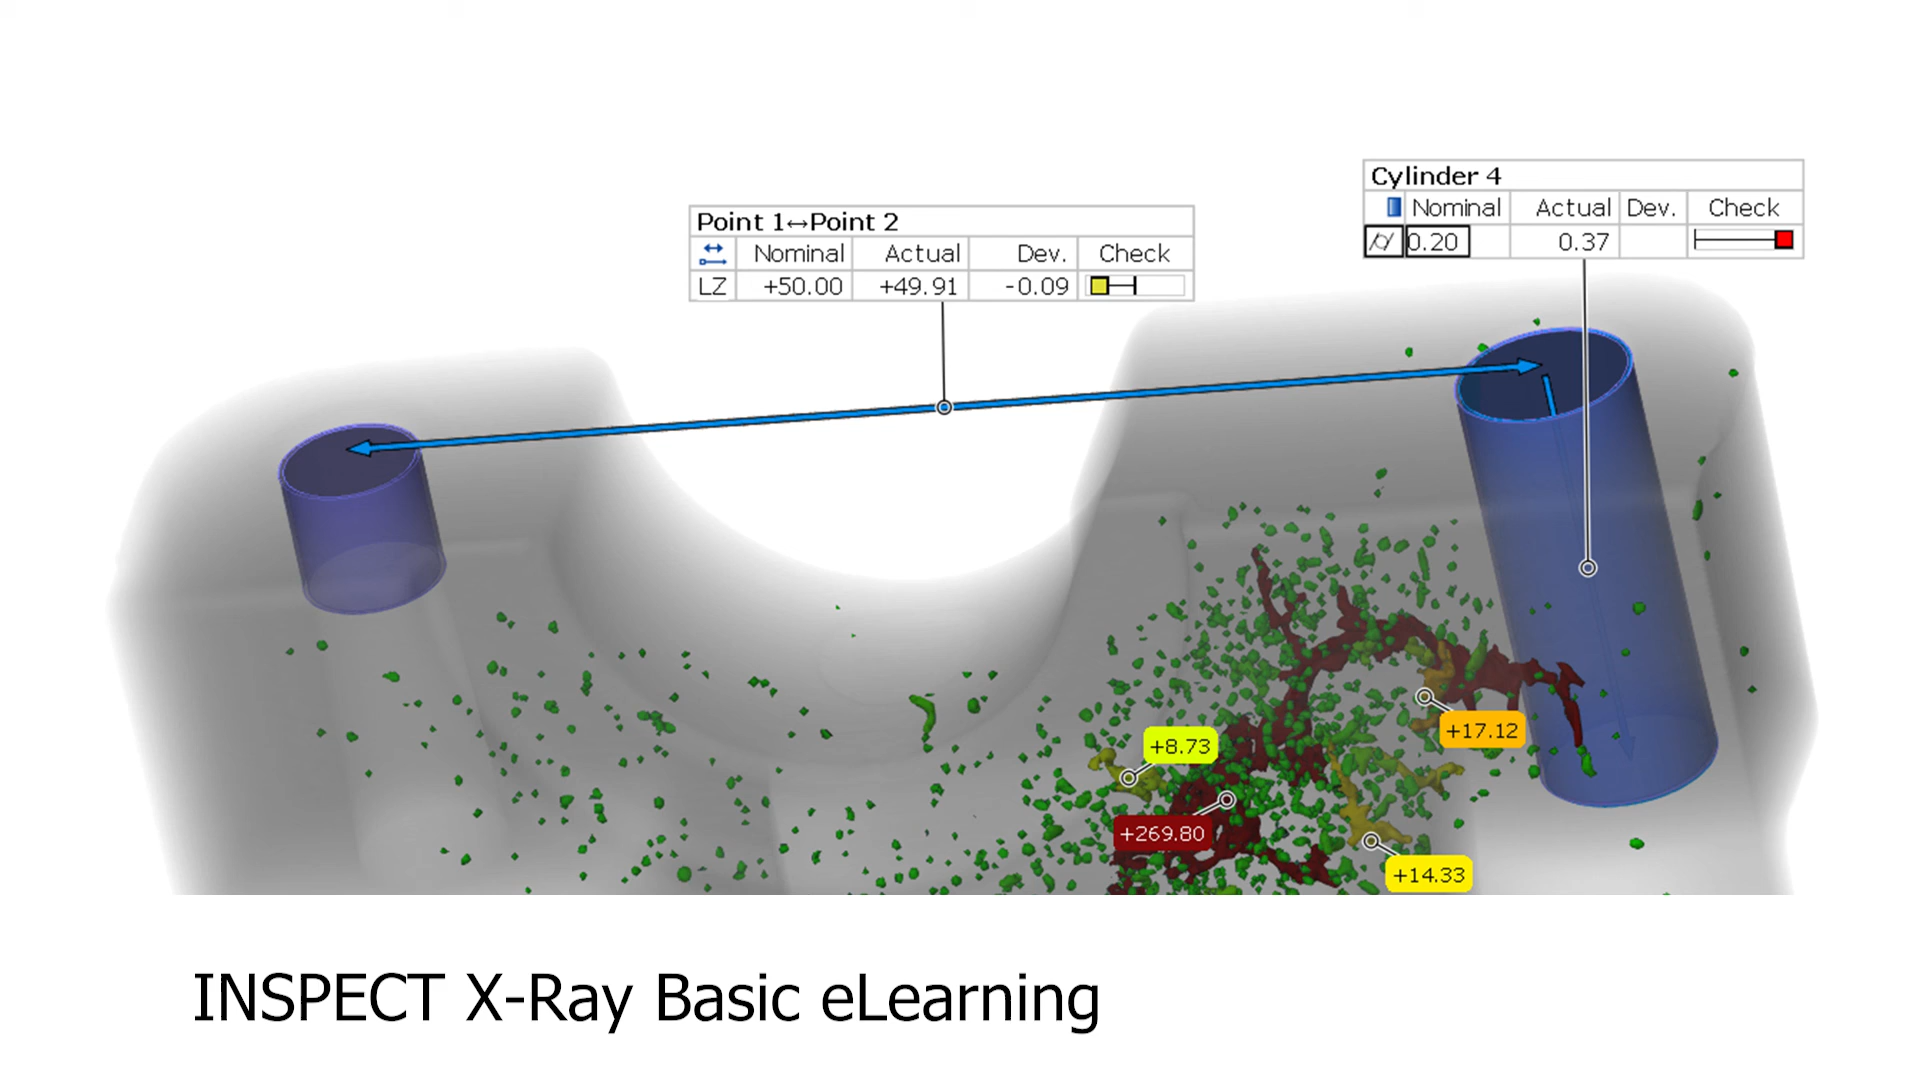 Cylinder 4
Nominal Actual Dev. Check
0.20 0.37
Point 1↔Point 2
Nominal Actual Dev. Check
LZ +50.00 +49.91 -0.09
+17.12
+8.73
+269.80
+14.33
INSPECT X-Ray Basic eLearning